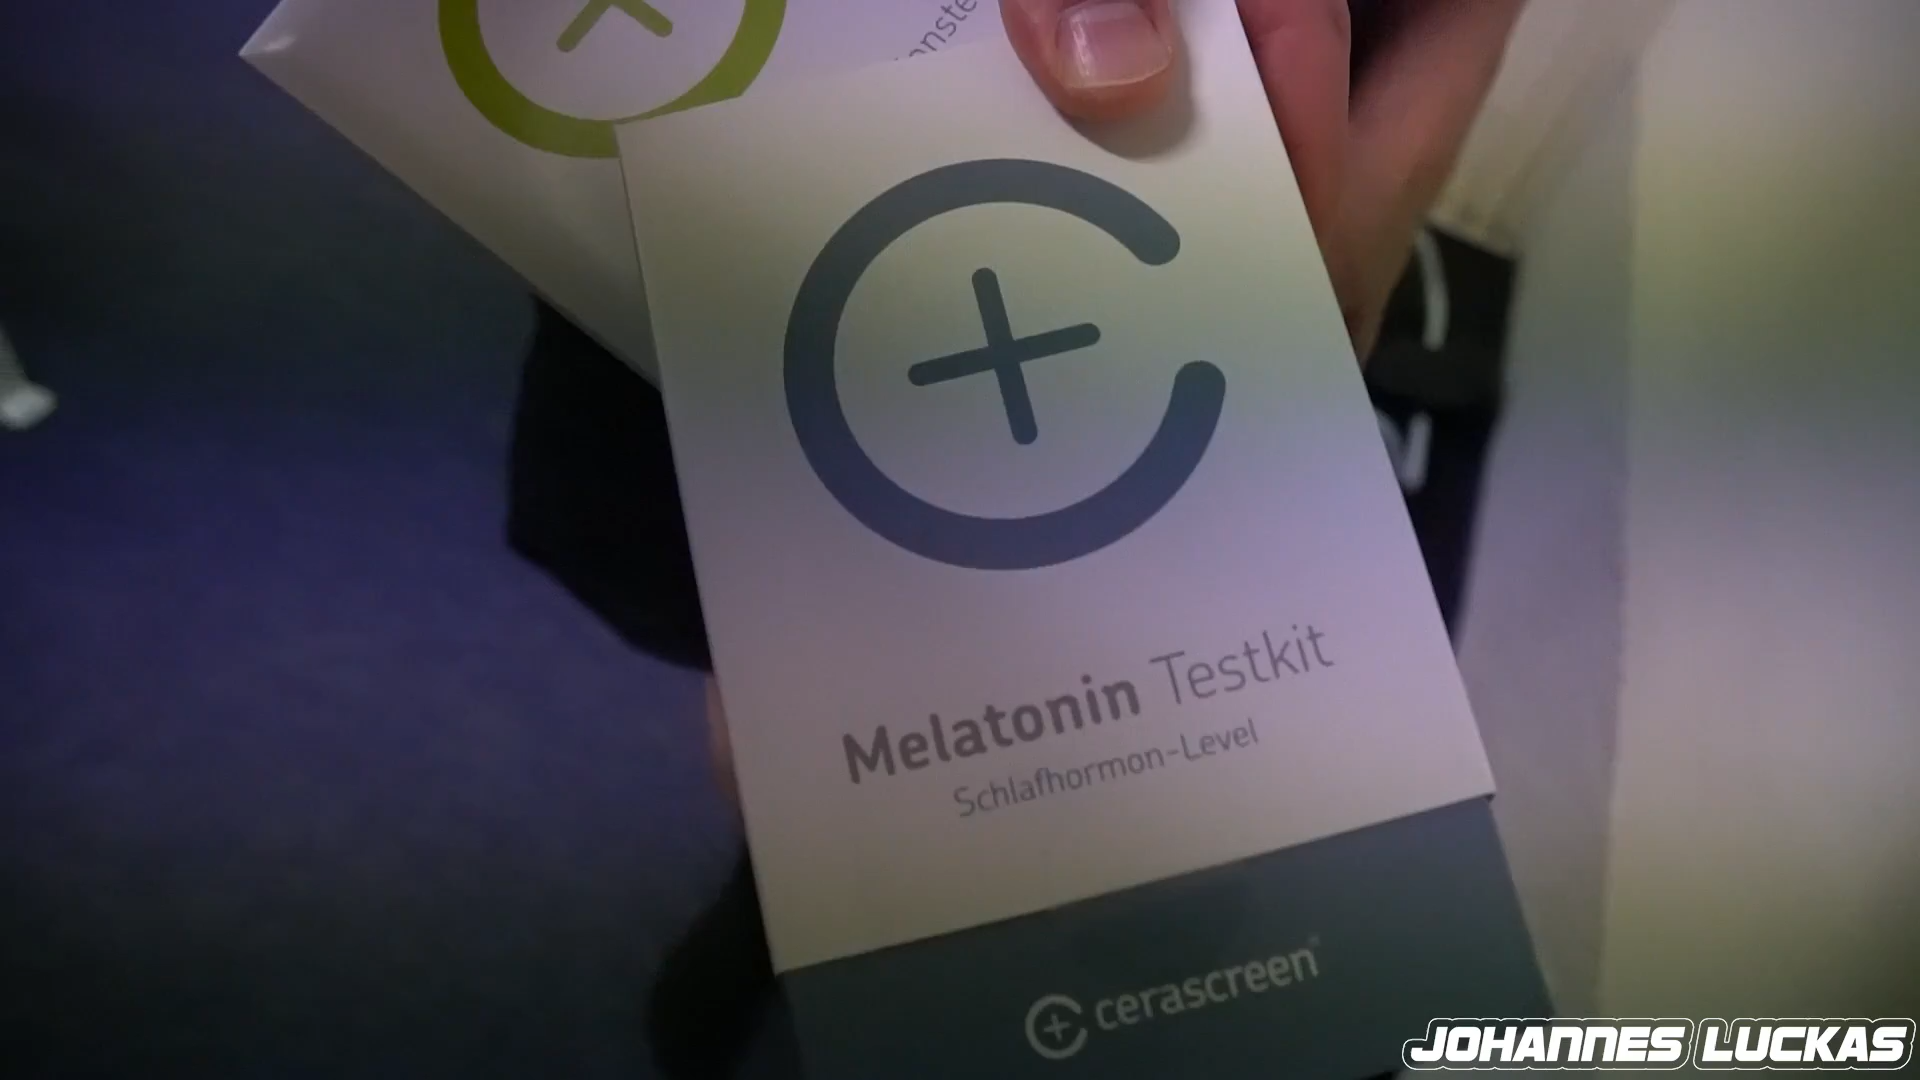 Melatonin Testkit
Schlafhormon-Level
cerascreen
JOHANNES LUCKAS